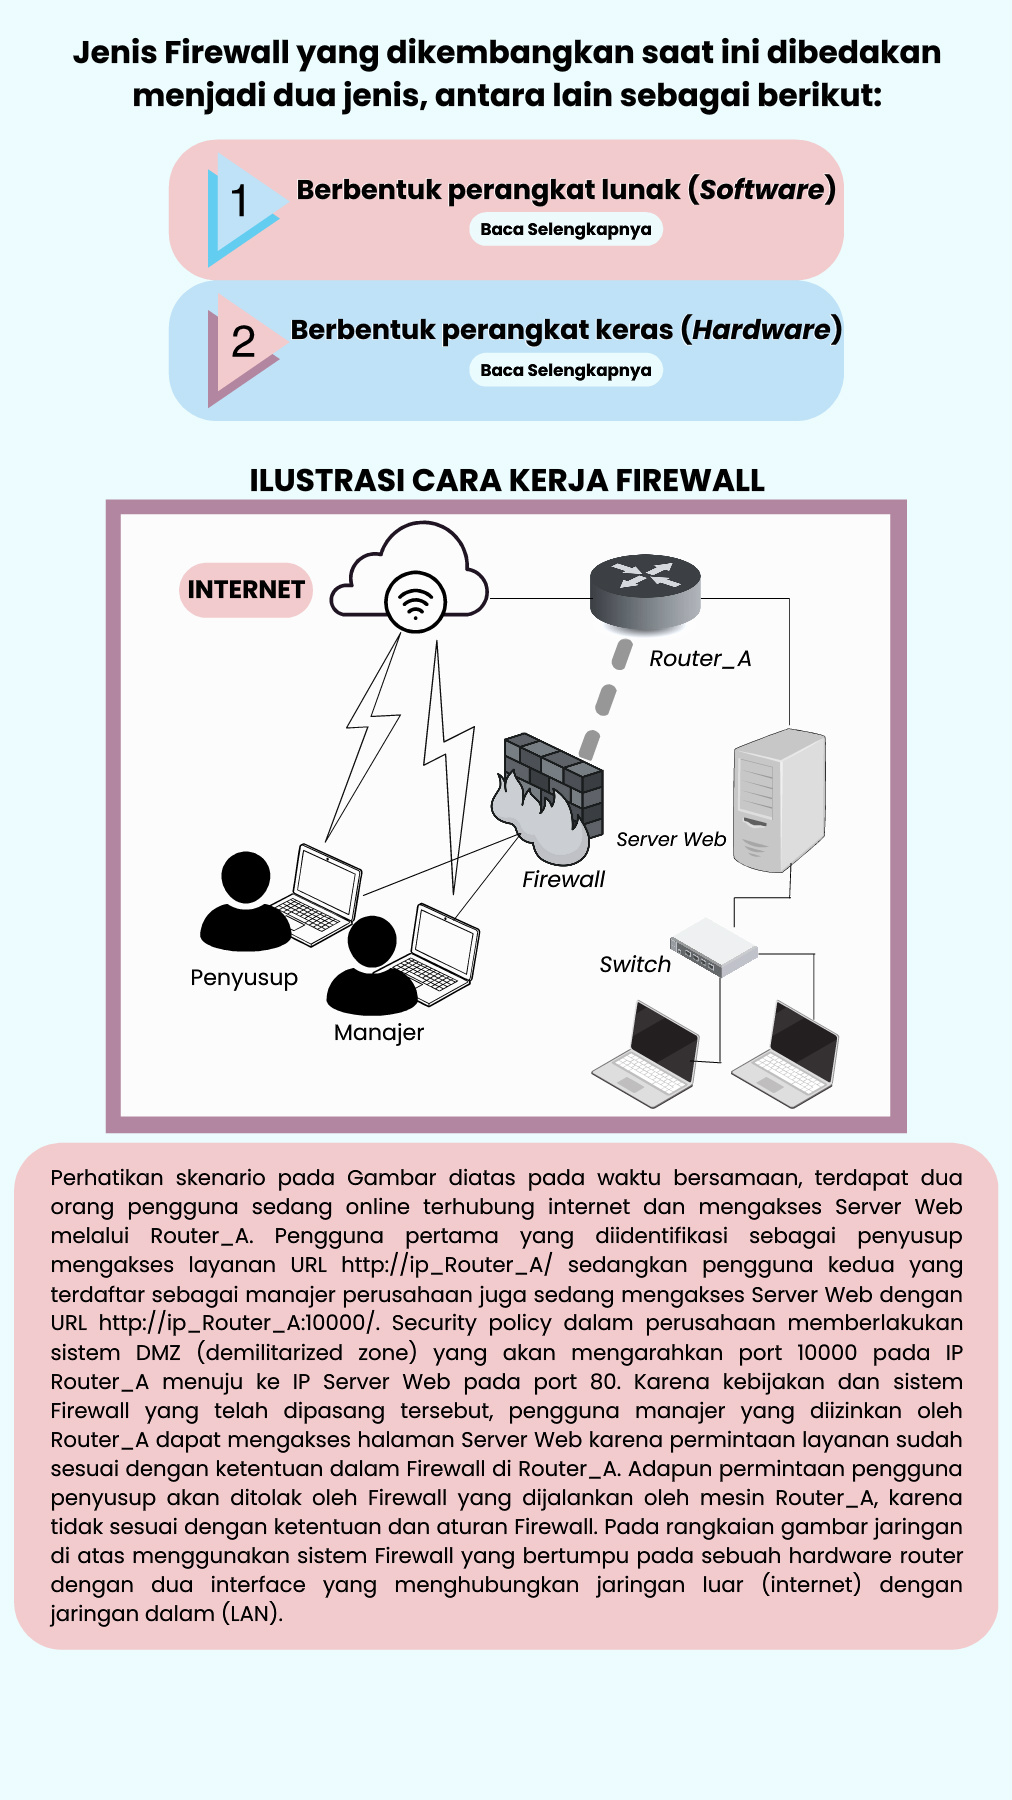 Jenis Firewall yang dikembangkan saat ini dibedakan
menjadi dua jenis, antara lain sebagai berikut:
1
Berbentuk perangkat lunak (Software)
Baca Selengkapnya
2
Berbentuk perangkat keras (Hardware)
Baca Selengkapnya
ILUSTRASI CARA KERJA FIREWALL
INTERNET
Router_A
Server Web
Firewall
Switch
Penyusup
Manajer
Perhatikan skenario pada Gambar diatas pada waktu bersamaan, terdapat dua
orang pengguna sedang online terhubung internet dan mengakses Server Web
melalui Router_A. Pengguna pertama yang diidentifikasi sebagai penyusup
mengakses layanan URL http://ip_Router_A/ sedangkan pengguna kedua yang
terdaftar sebagai manajer perusahaan juga sedang mengakses Server Web dengan
URL http://ip_Router_A:10000/. Security policy dalam perusahaan memberlakukan
sistem DMZ (demilitarized zone) yang akan mengarahkan port 10000 pada IP
Router_A menuju ke IP Server Web pada port 80. Karena kebijakan dan sistem
Firewall yang telah dipasang tersebut, pengguna manajer yang diizinkan oleh
Router_A dapat mengakses halaman Server Web karena permintaan layanan sudah
sesuai dengan ketentuan dalam Firewall di Router_A. Adapun permintaan pengguna
penyusup akan ditolak oleh Firewall yang dijalankan oleh mesin Router_A, karena
tidak sesuai dengan ketentuan dan aturan Firewall. Pada rangkaian gambar jaringan
di atas menggunakan sistem Firewall yang bertumpu pada sebuah hardware router
dengan dua interface yang menghubungkan jaringan luar (internet) dengan
jaringan dalam (LAN).